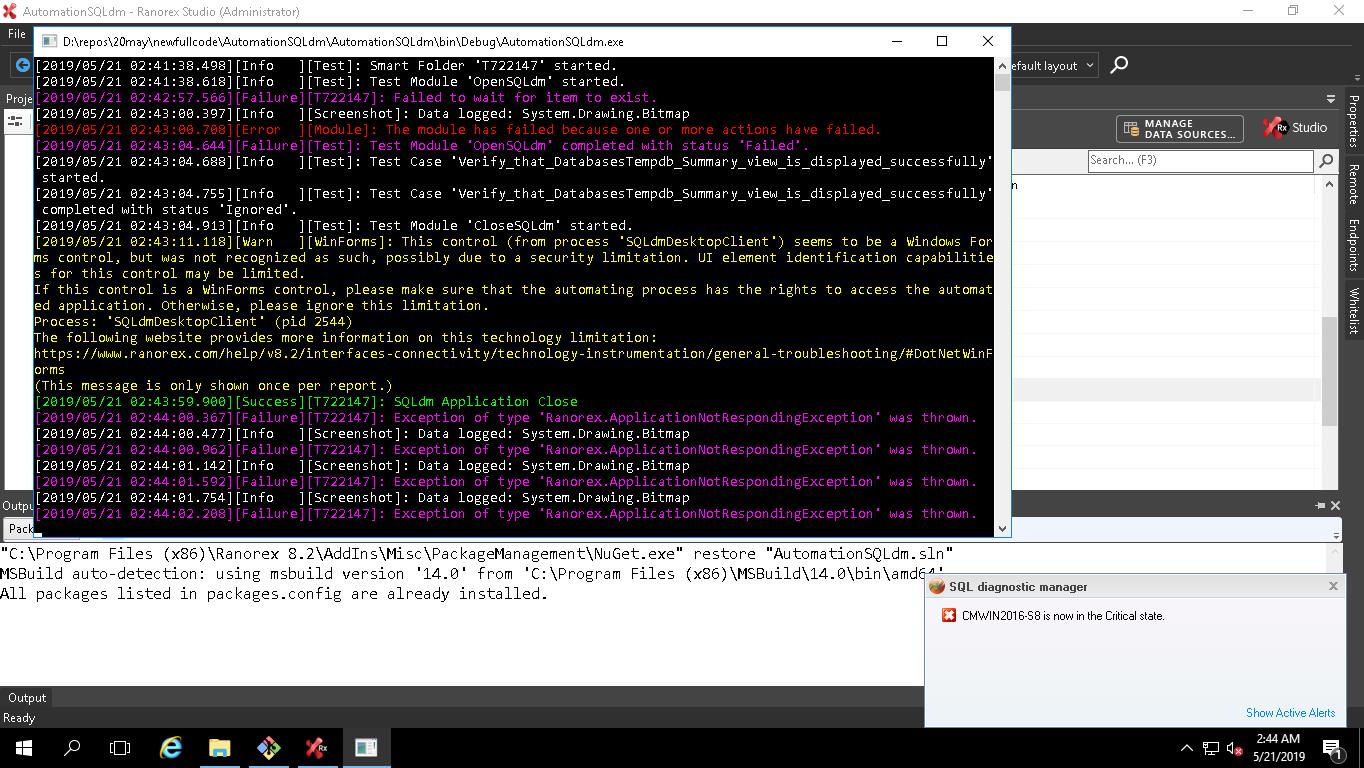 AutomationSQLdm - Ranorex Studio (Administrator)
File
D:\repos\20may\newfullcode\AutomationSQLdm\AutomationSQLdm\bin\Debug\AutomationSQLdm.exe
efault layout
Proje
[2019/05/21 02:41:38.498][Info   ][Test]: Smart Folder 'T722147' started.
[2019/05/21 02:41:38.618][Info   ][Test]: Test Module 'OpenSQLdm' started.
[2019/05/21 02:42:57.566][Failure][T722147]: Failed to wait for item to exist.
[2019/05/21 02:43:00.397][Info   ][Screenshot]: Data logged: System.Drawing.Bitmap
[2019/05/21 02:43:00.708][Error  ][Module]: The module has failed because one or more actions have failed.
[2019/05/21 02:43:04.644][Failure][Test]: Test Module 'OpenSQLdm' completed with status 'Failed'.
[2019/05/21 02:43:04.688][Info   ][Test]: Test Case 'Verify_that_DatabasesTempdb_Summary_view_is_displayed_successfully'
 started.
[2019/05/21 02:43:04.755][Info   ][Test]: Test Case 'Verify_that_DatabasesTempdb_Summary_view_is_displayed_successfully'
 completed with status 'Ignored'.
[2019/05/21 02:43:04.913][Info   ][Test]: Test Module 'CloseSQLdm' started.
[2019/05/21 02:43:11.118][Warn   ][WinForms]: This control (from process 'SQLdmDesktopClient') seems to be a Windows For
ms control, but was not recognized as such, possibly due to a security limitation. UI element identification capabilitie
s for this control may be limited.
If this control is a WinForms control, please make sure that the automating process has the rights to access the automat
ed application. Otherwise, please ignore this limitation.
Process: 'SQLdmDesktopClient' (pid 2544)
The following website provides more information on this technology limitation:
https://www.ranorex.com/help/v8.2/interfaces-connectivity/technology-instrumentation/general-troubleshooting/#DotNetWinF
orms
(This message is only shown once per report.)
[2019/05/21 02:43:59.900][Success][T722147]: SQLdm Application Close
[2019/05/21 02:44:00.367][Failure][T722147]: Exception of type 'Ranorex.ApplicationNotRespondingException' was thrown.
[2019/05/21 02:44:00.477][Info   ][Screenshot]: Data logged: System.Drawing.Bitmap
[2019/05/21 02:44:00.962][Failure][T722147]: Exception of type 'Ranorex.ApplicationNotRespondingException' was thrown.
[2019/05/21 02:44:01.142][Info   ][Screenshot]: Data logged: System.Drawing.Bitmap
[2019/05/21 02:44:01.592][Failure][T722147]: Exception of type 'Ranorex.ApplicationNotRespondingException' was thrown.
[2019/05/21 02:44:01.754][Info   ][Screenshot]: Data logged: System.Drawing.Bitmap
[2019/05/21 02:44:02.208][Failure][T722147]: Exception of type 'Ranorex.ApplicationNotRespondingException' was thrown.
MANAGE
DATA SOURCES...
Rx Studio
Search... (F3)
n
Properties
Remote
Endpoints
Whitelist
Outpu
Pack
"C:\Program Files (x86)\Ranorex 8.2\AddIns\Misc\PackageManagement\NuGet.exe" restore "AutomationSQLdm.sln"
MSBuild auto-detection: using msbuild version '14.0' from 'C:\Program Files (x86)\MSBuild\14.0\bin\amd64'.
All packages listed in packages.config are already installed.
SQL diagnostic manager
CMWIN2016-S8 is now in the Critical state.
Show Active Alerts
Output
Ready
Rx
2:44 AM
5/21/2019
1